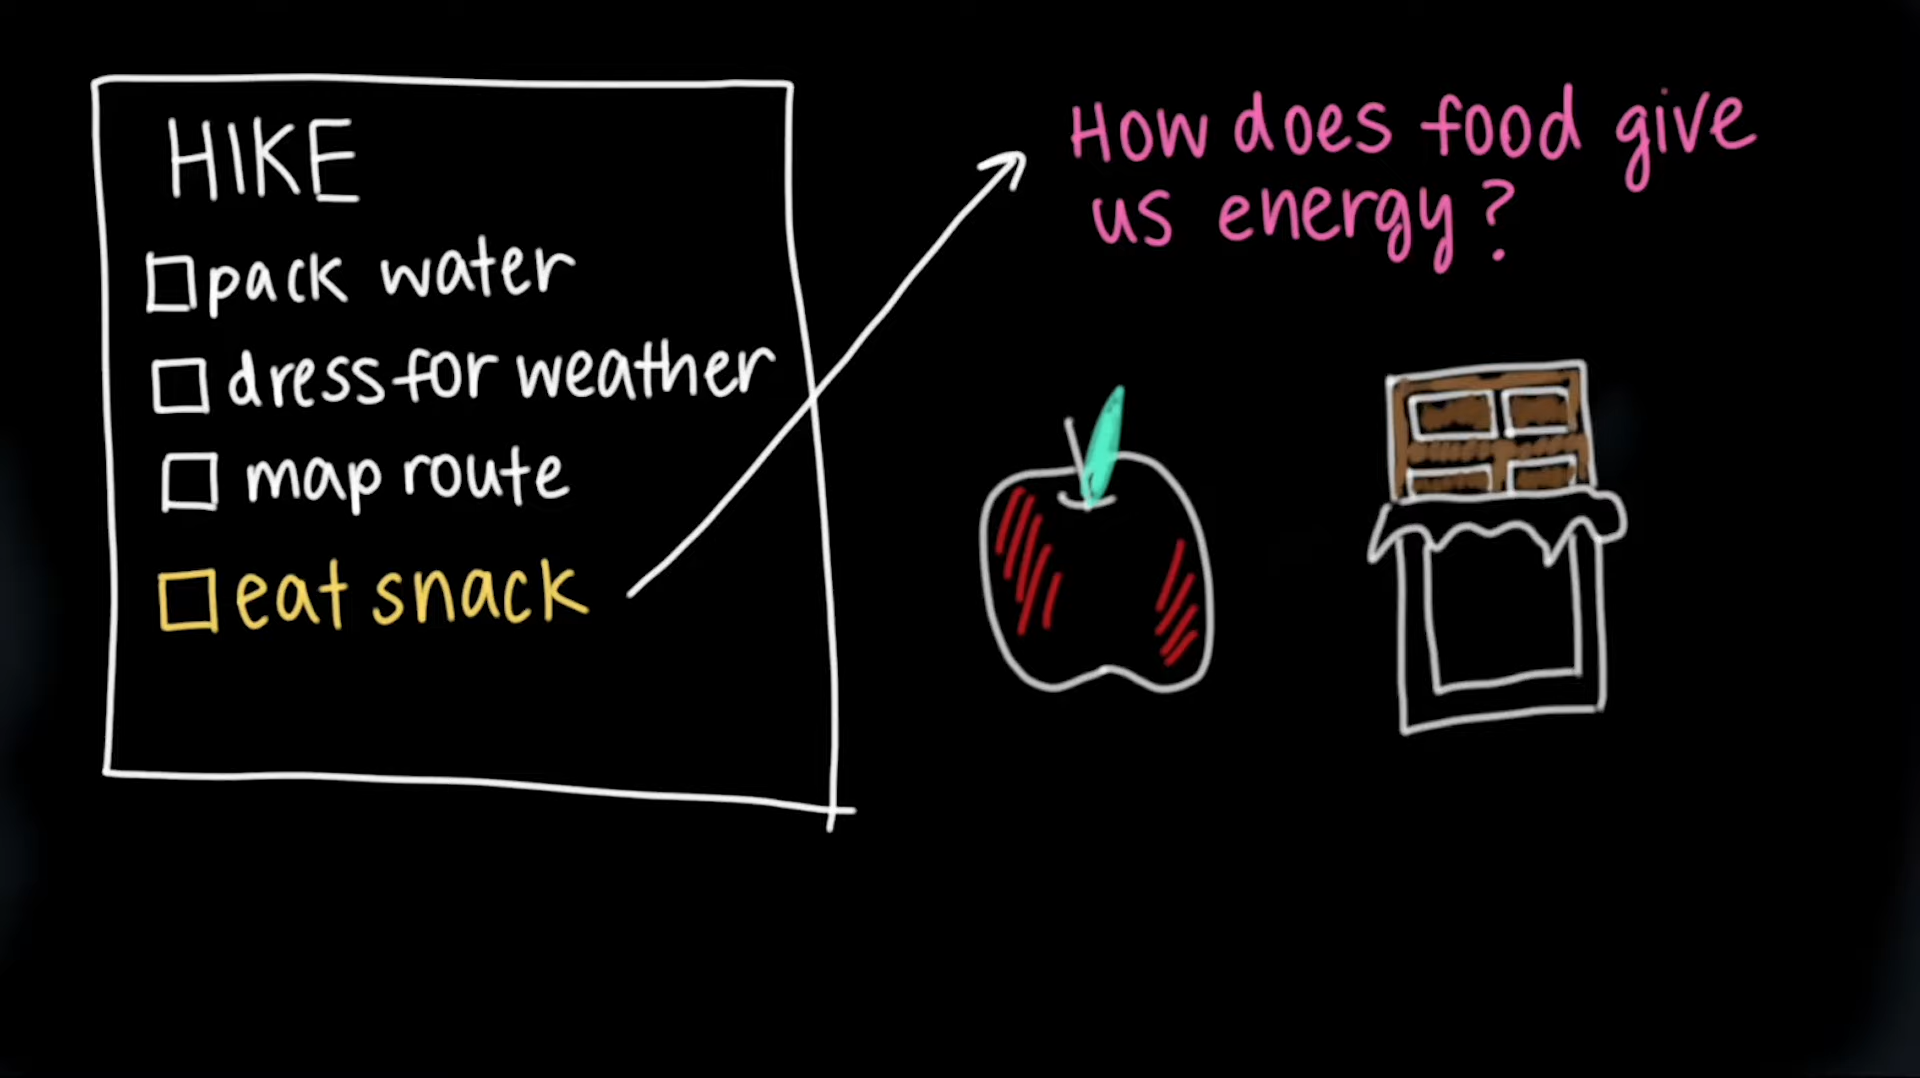 HIKE
pack water
dress for weather
map route
eat snack
How does food give
us energy?